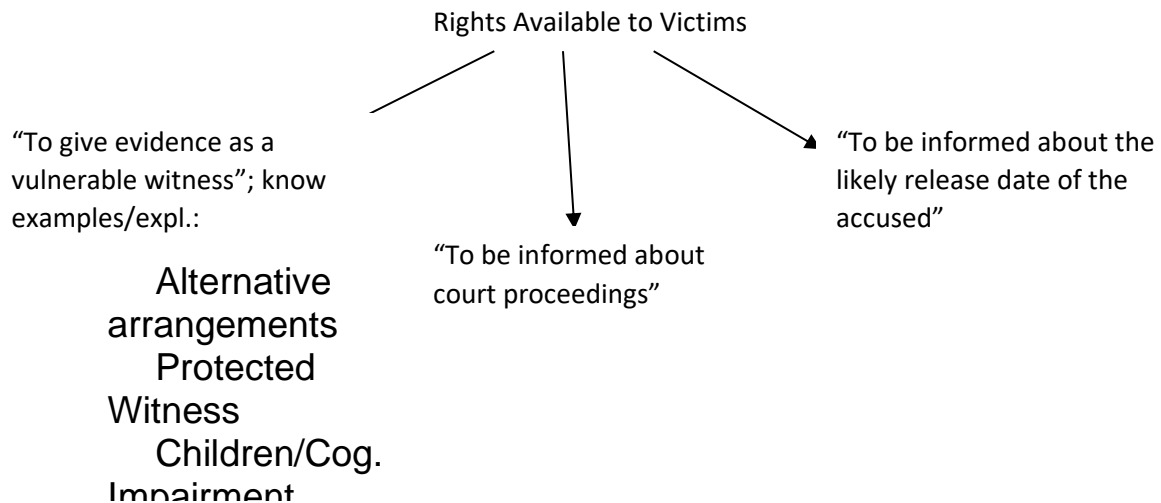 Rights Available to Victims
“To give evidence as a
vulnerable witness”; know
examples/expl.:
Alternative
arrangements
Protected
Witness
Children/Cog.
Impairment
“To be informed about
court proceedings”
“To be informed about the
likely release date of the
accused”